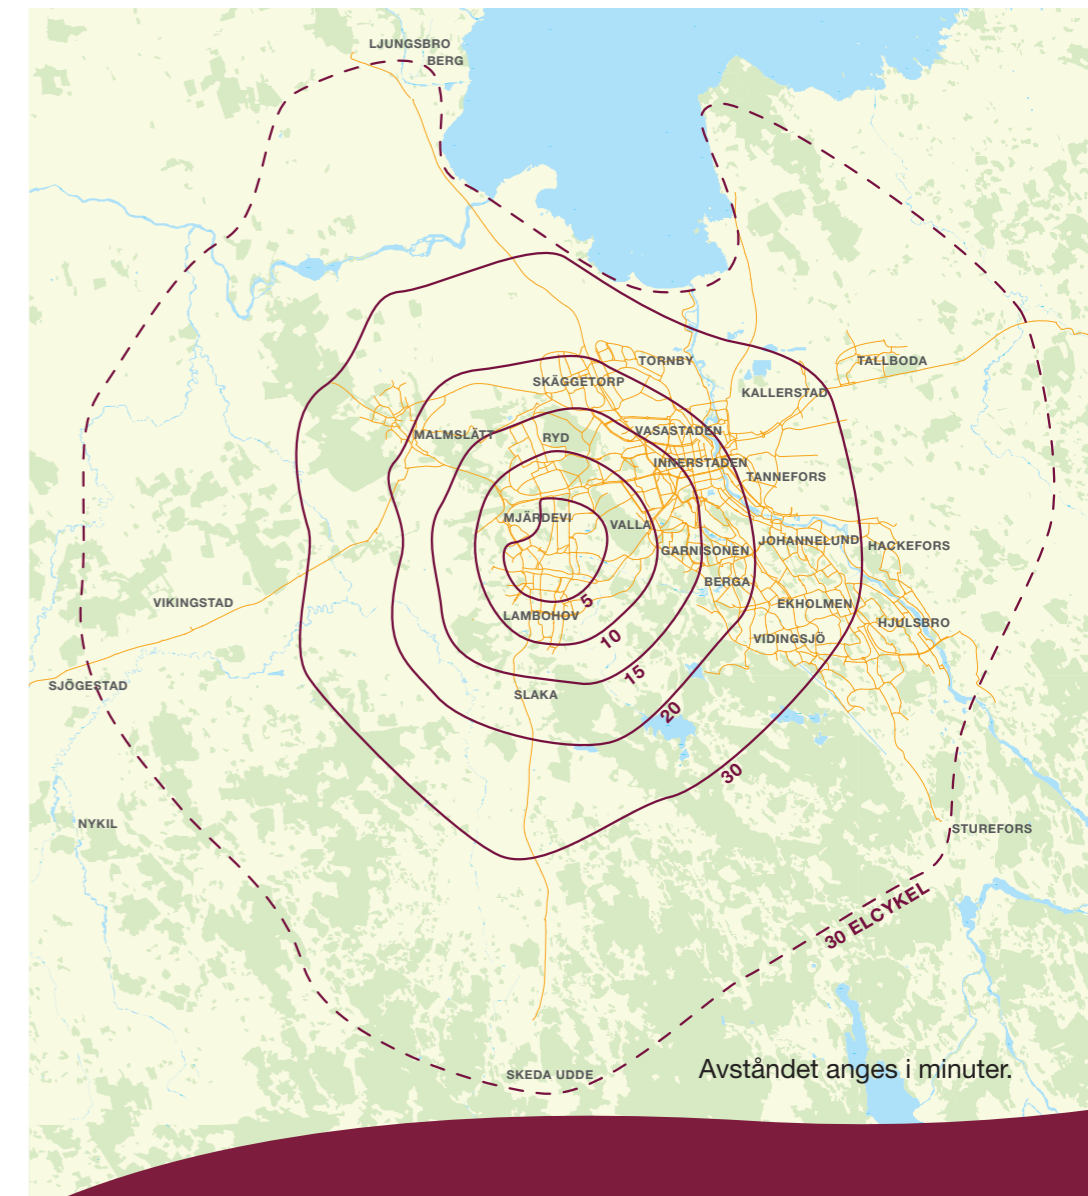 LJUNGSBRO
BERG
TORNBY
TALLBODA
SKÄGGETORP
KALLERSTAD
MALMSLÄTT
RYD
VASASTADEN
INNERSTADEN
TANNEFORS
MJÄRDEVI
VALLA
JOHANNELUND
HACKEFORS
GARNISONEN
BERGA
VIKINGSTAD
5
EKHOLMEN
LAMBOHOV
HJULSBRO
10
VIDINGSJÖ
15
SJÖGESTAD
SLAKA
20
30
NYKIL
STUREFORS
30 ELCYKEL
SKEDA UDDE
Avståndet anges i minuter.